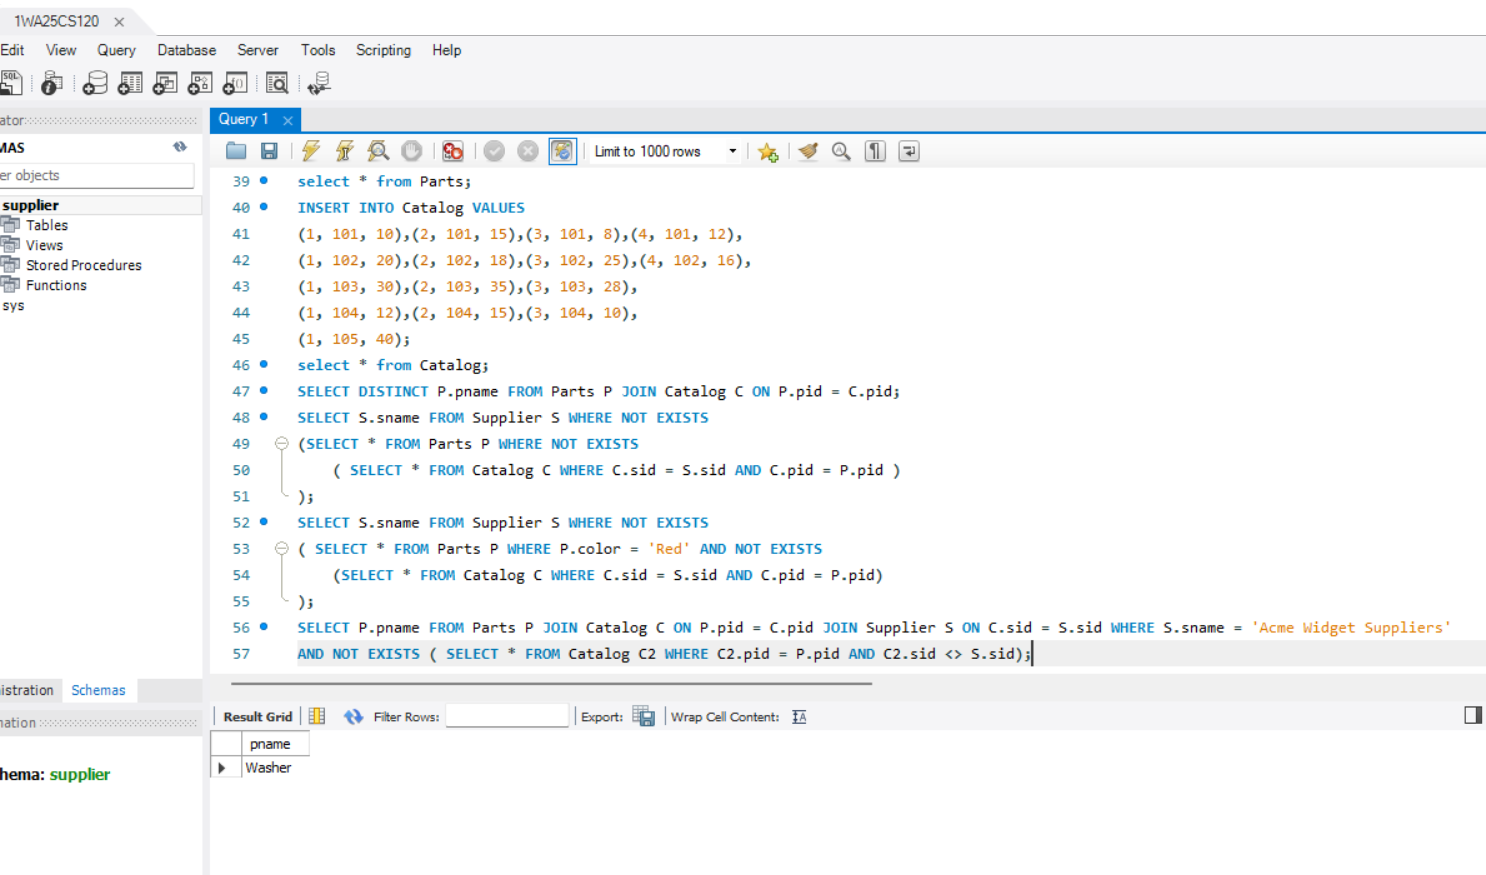 1WA25CS120 ×
Edit View Query Database Server Tools Scripting Help
ator
MAS
er objects
supplier
Tables
Views
Stored Procedures
Functions
sys
istration Schemas
nation
hema: supplier
Query 1 ×
Limit to 1000 rows
39 select * from Parts;
40 INSERT INTO Catalog VALUES
41 (1, 101, 10),(2, 101, 15),(3, 101, 8),(4, 101, 12),
42 (1, 102, 20),(2, 102, 18),(3, 102, 25),(4, 102, 16),
43 (1, 103, 30),(2, 103, 35),(3, 103, 28),
44 (1, 104, 12),(2, 104, 15),(3, 104, 10),
45 (1, 105, 40);
46 select * from Catalog;
47 SELECT DISTINCT P.pname FROM Parts P JOIN Catalog C ON P.pid = C.pid;
48 SELECT S.sname FROM Supplier S WHERE NOT EXISTS
49 (SELECT * FROM Parts P WHERE NOT EXISTS
50 ( SELECT * FROM Catalog C WHERE C.sid = S.sid AND C.pid = P.pid )
51 );
52 SELECT S.sname FROM Supplier S WHERE NOT EXISTS
53 ( SELECT * FROM Parts P WHERE P.color = 'Red' AND NOT EXISTS
54 (SELECT * FROM Catalog C WHERE C.sid = S.sid AND C.pid = P.pid)
55 );
56 SELECT P.pname FROM Parts P JOIN Catalog C ON P.pid = C.pid JOIN Supplier S ON C.sid = S.sid WHERE S.sname = 'Acme Widget Suppliers'
57 AND NOT EXISTS ( SELECT * FROM Catalog C2 WHERE C2.pid = P.pid AND C2.sid <> S.sid);
Result Grid Filter Rows: Export: Wrap Cell Content:
pname
Washer